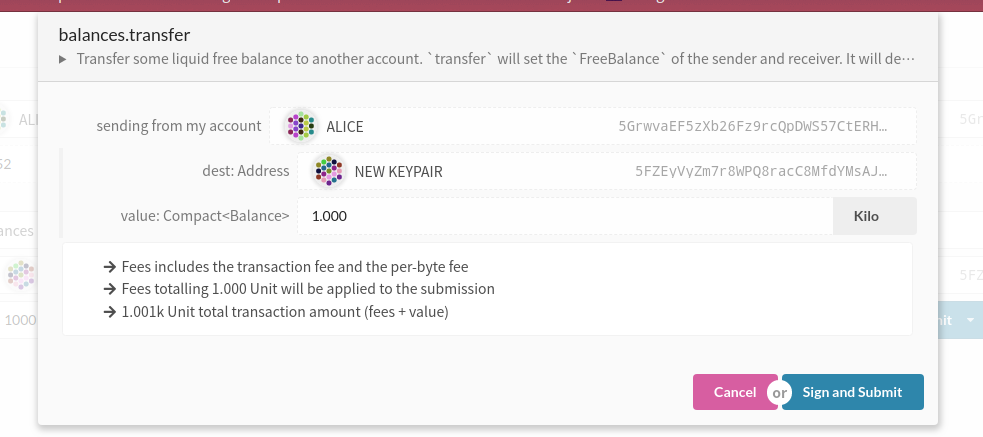 balances.transfer
▶ Transfer some liquid free balance to another account. `transfer` will set the `FreeBalance` of the sender and receiver. It will de···
sending from my account ALICE 5GrwvaEF5zXb26Fz9rcQpDWS57CtERH…
dest: Address NEW KEYPAIR 5FZEyVyZm7r8WPQ8racC8MfdYMsAJ…
value: Compact<Balance> 1.000 Kilo
→ Fees includes the transaction fee and the per-byte fee
→ Fees totalling 1.000 Unit will be applied to the submission
→ 1.001k Unit total transaction amount (fees + value)
1000
Cancel or Sign and Submit